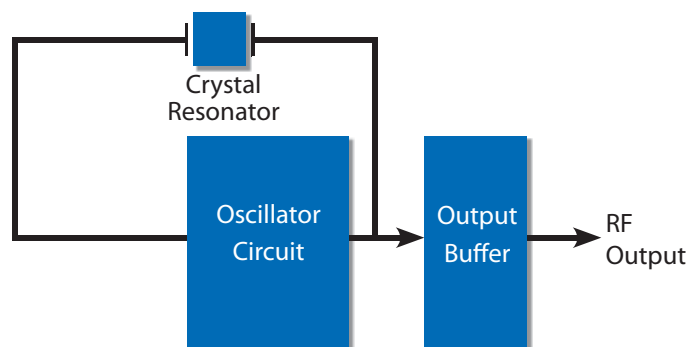 Crystal
Resonator
Oscillator
Circuit
Output
Buffer
RF
Output